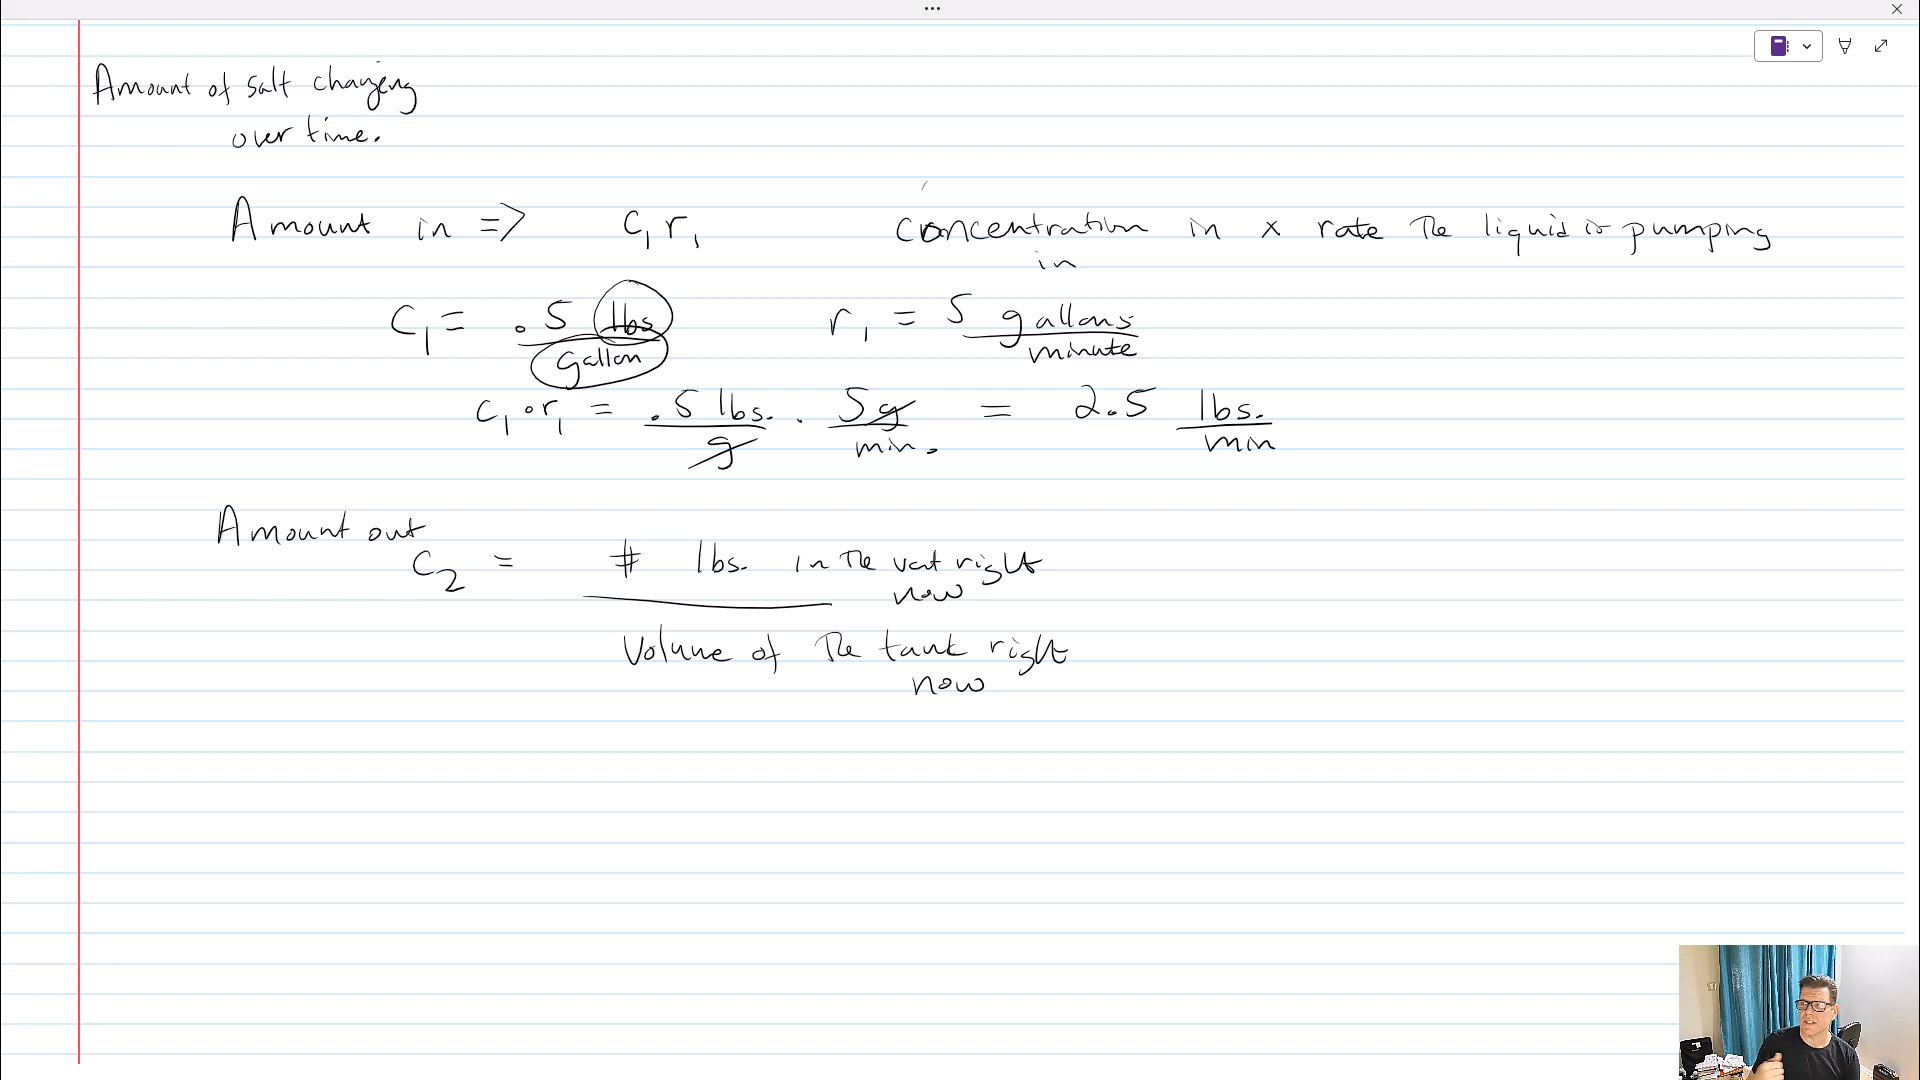 Amount of salt changing
over time.
Amount in => C₁ r₁ concentration in x rate the liquid is pumping
in
C₁ = .5 lbs / gallon r₁ = 5 gallons / minute
C₁ · r₁ = .5 lbs. / g · 5g / min. = 2.5 lbs. / min
Amount out
C₂ = # lbs. in the vat right
now
Volume of the tank right
now